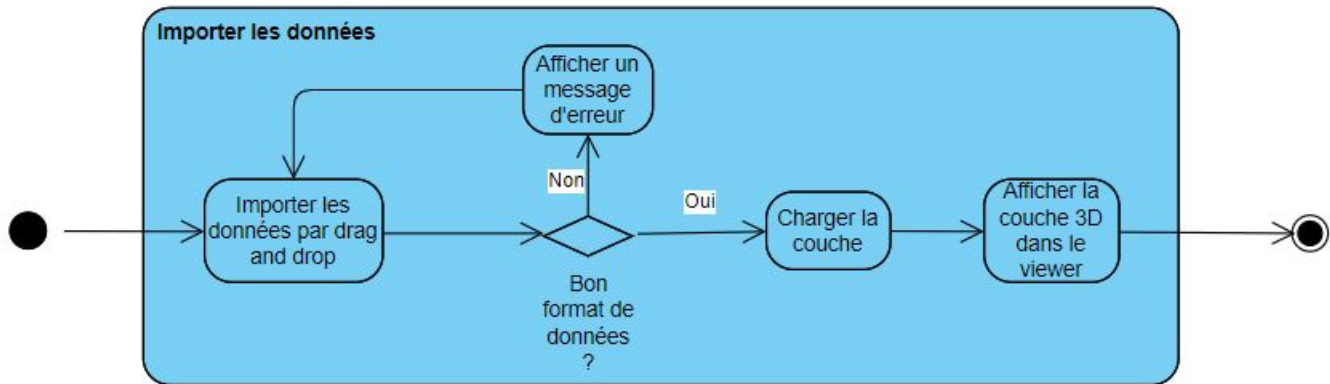 Importer les données
Afficher un
message
d'erreur
Non
Oui
Importer les
données par drag
and drop
Bon
format de
données
?
Charger la
couche
Afficher la
couche 3D
dans le
viewer